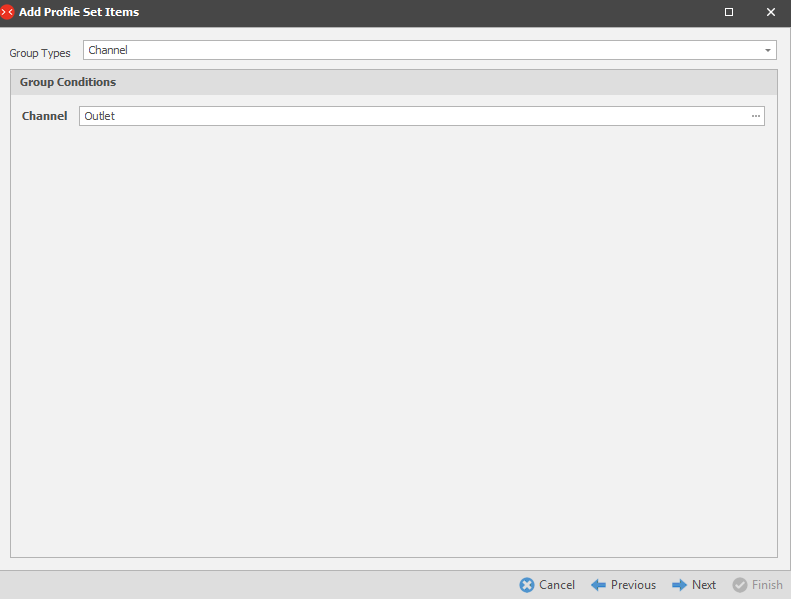 Add Profile Set Items
Group Types Channel
Group Conditions
Channel Outlet ...
Cancel Previous Next Finish